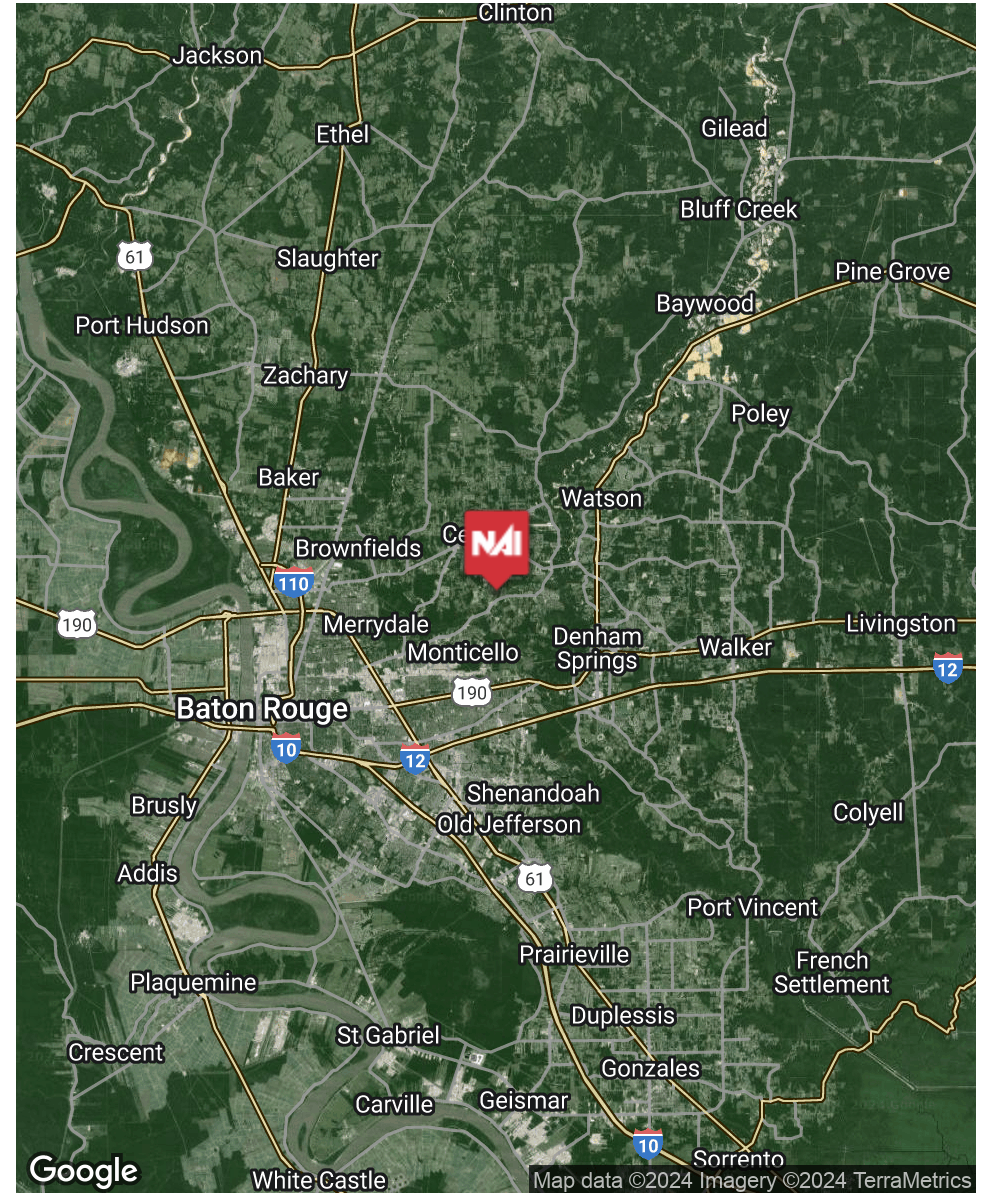 Clinton
Jackson
Ethel
Gilead
Bluff Creek
61
Slaughter
Pine Grove
Baywood
Port Hudson
Zachary
Poley
Baker
Watson
Ce
NAI
Brownfields
110
190
Merrydale
Livingston
Denham
Springs
Walker
Monticello
12
190
Baton Rouge
10
12
Shenandoah
Brusly
Colyell
Old Jefferson
Addis
61
Port Vincent
Prairieville
French
Settlement
Plaquemine
Duplessis
St Gabriel
Crescent
Gonzales
Carville
Geismar
10
Sorrento
Google
White Castle
Map data ©2024 Imagery ©2024 TerraMetrics